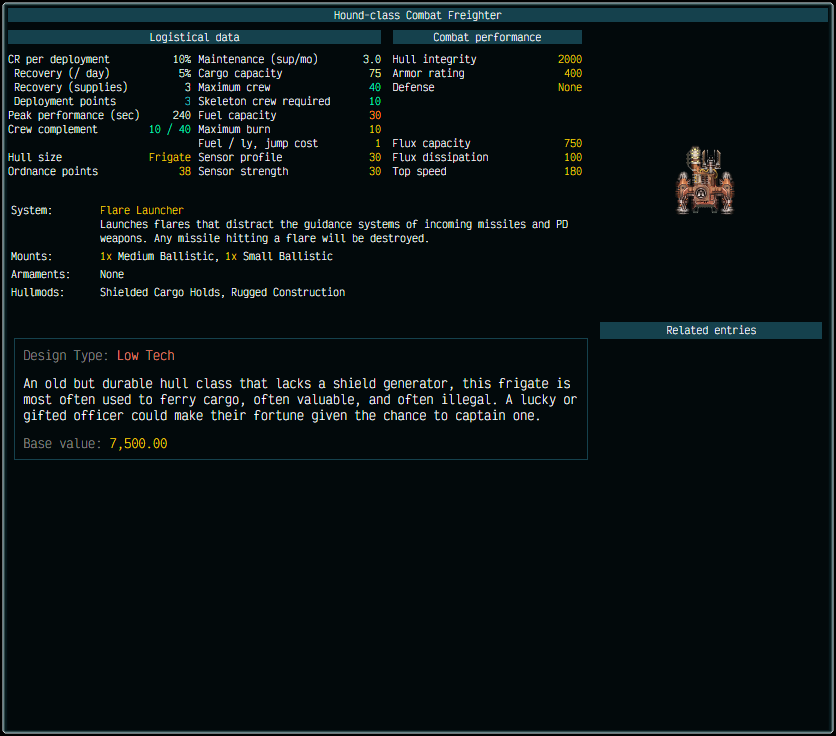 Hound-class Combat Freighter
Logistical data
CR per deployment 10% Maintenance (sup/mo) 3.0
Recovery (/ day) 5% Cargo capacity 75
Recovery (supplies) 3 Maximum crew 40
Deployment points 3 Skeleton crew required 10
Peak performance (sec) 240 Fuel capacity 30
Crew complement 10 / 40 Maximum burn 10
Fuel / ly, jump cost 1
Hull size Frigate Sensor profile 30
Ordnance points 38 Sensor strength 30
Combat performance
Hull integrity 2000
Armor rating 400
Defense None
Flux capacity 750
Flux dissipation 100
Top speed 180
System: Flare Launcher
Launches flares that distract the guidance systems of incoming missiles and PD
weapons. Any missile hitting a flare will be destroyed.
Mounts: 1x Medium Ballistic, 1x Small Ballistic
Armaments: None
Hullmods: Shielded Cargo Holds, Rugged Construction
Related entries
Design Type: Low Tech
An old but durable hull class that lacks a shield generator, this frigate is
most often used to ferry cargo, often valuable, and often illegal. A lucky or
gifted officer could make their fortune given the chance to captain one.
Base value: 7,500.00